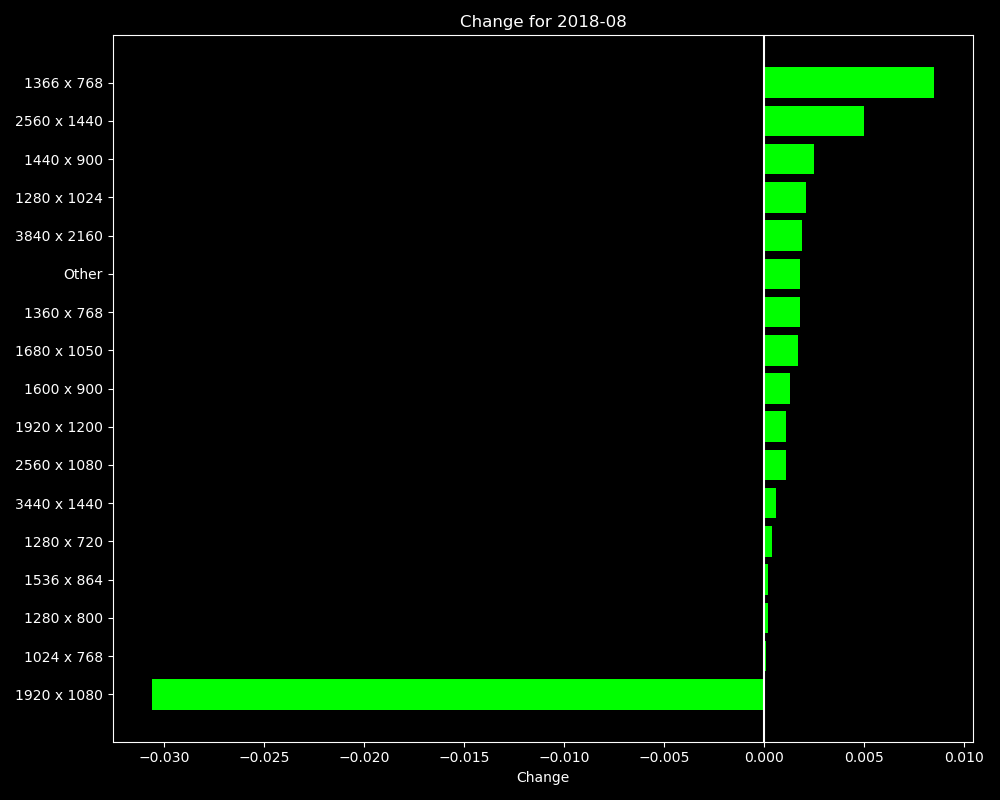 Change for 2018-08
1366 x 768
2560 x 1440
1440 x 900
1280 x 1024
3840 x 2160
Other
1360 x 768
1680 x 1050
1600 x 900
1920 x 1200
2560 x 1080
3440 x 1440
1280 x 720
1536 x 864
1280 x 800
1024 x 768
1920 x 1080
−0.030 −0.025 −0.020 −0.015 −0.010 −0.005 0.000 0.005 0.010
Change